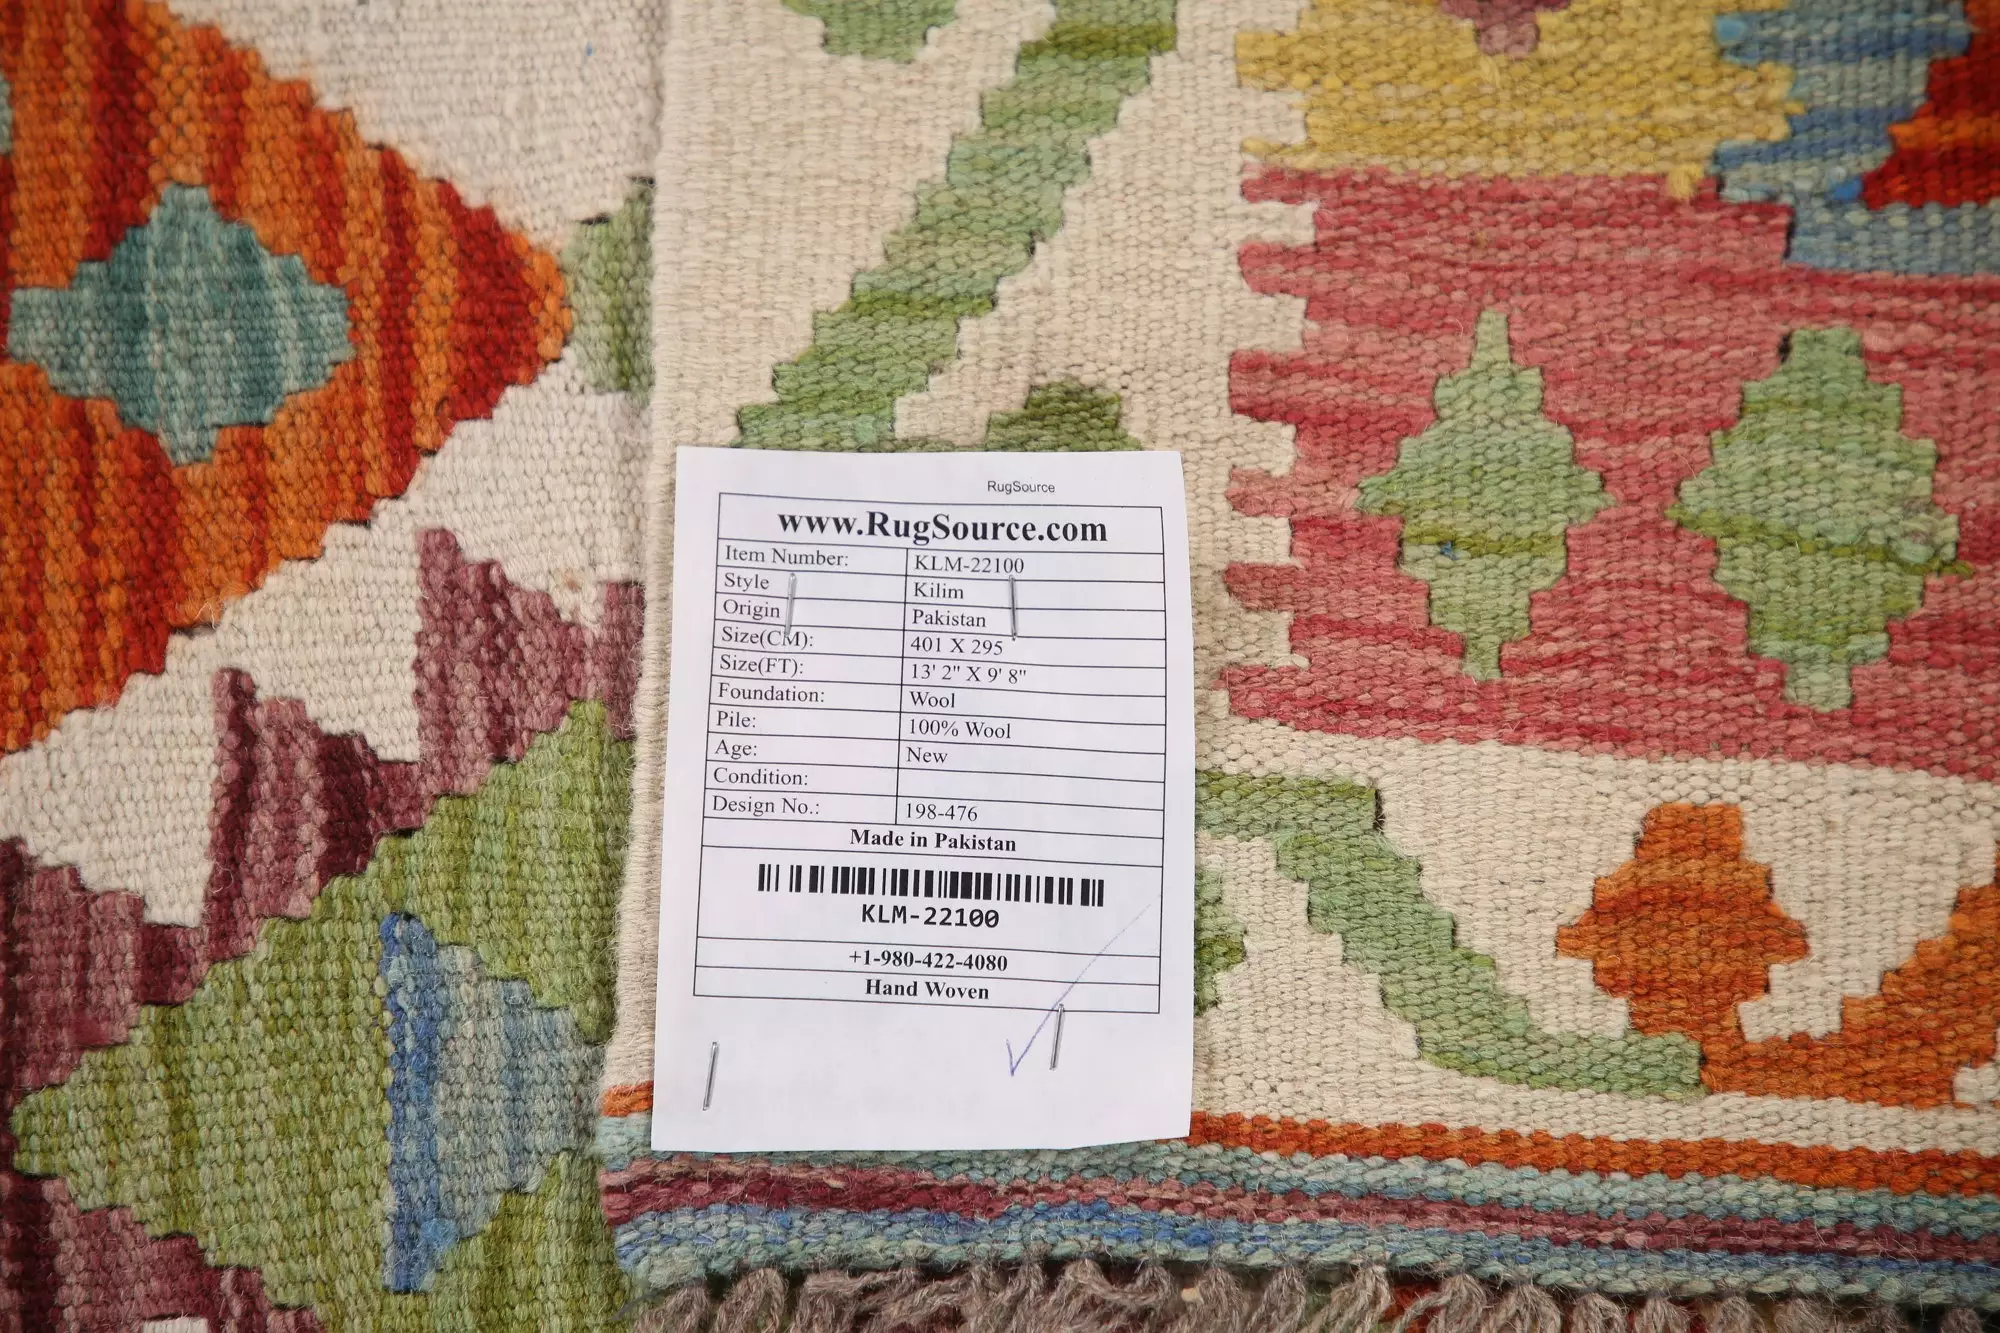 RugSource
www.RugSource.com
Item Number: KLM-22100
Style Kilim
Origin Pakistan
Size(CM): 401 X 295
Size(FT): 13' 2" X 9' 8"
Foundation: Wool
Pile: 100% Wool
Age: New
Condition:
Design No.: 198-476
Made in Pakistan
KLM-22100
+1-980-422-4080
Hand Woven